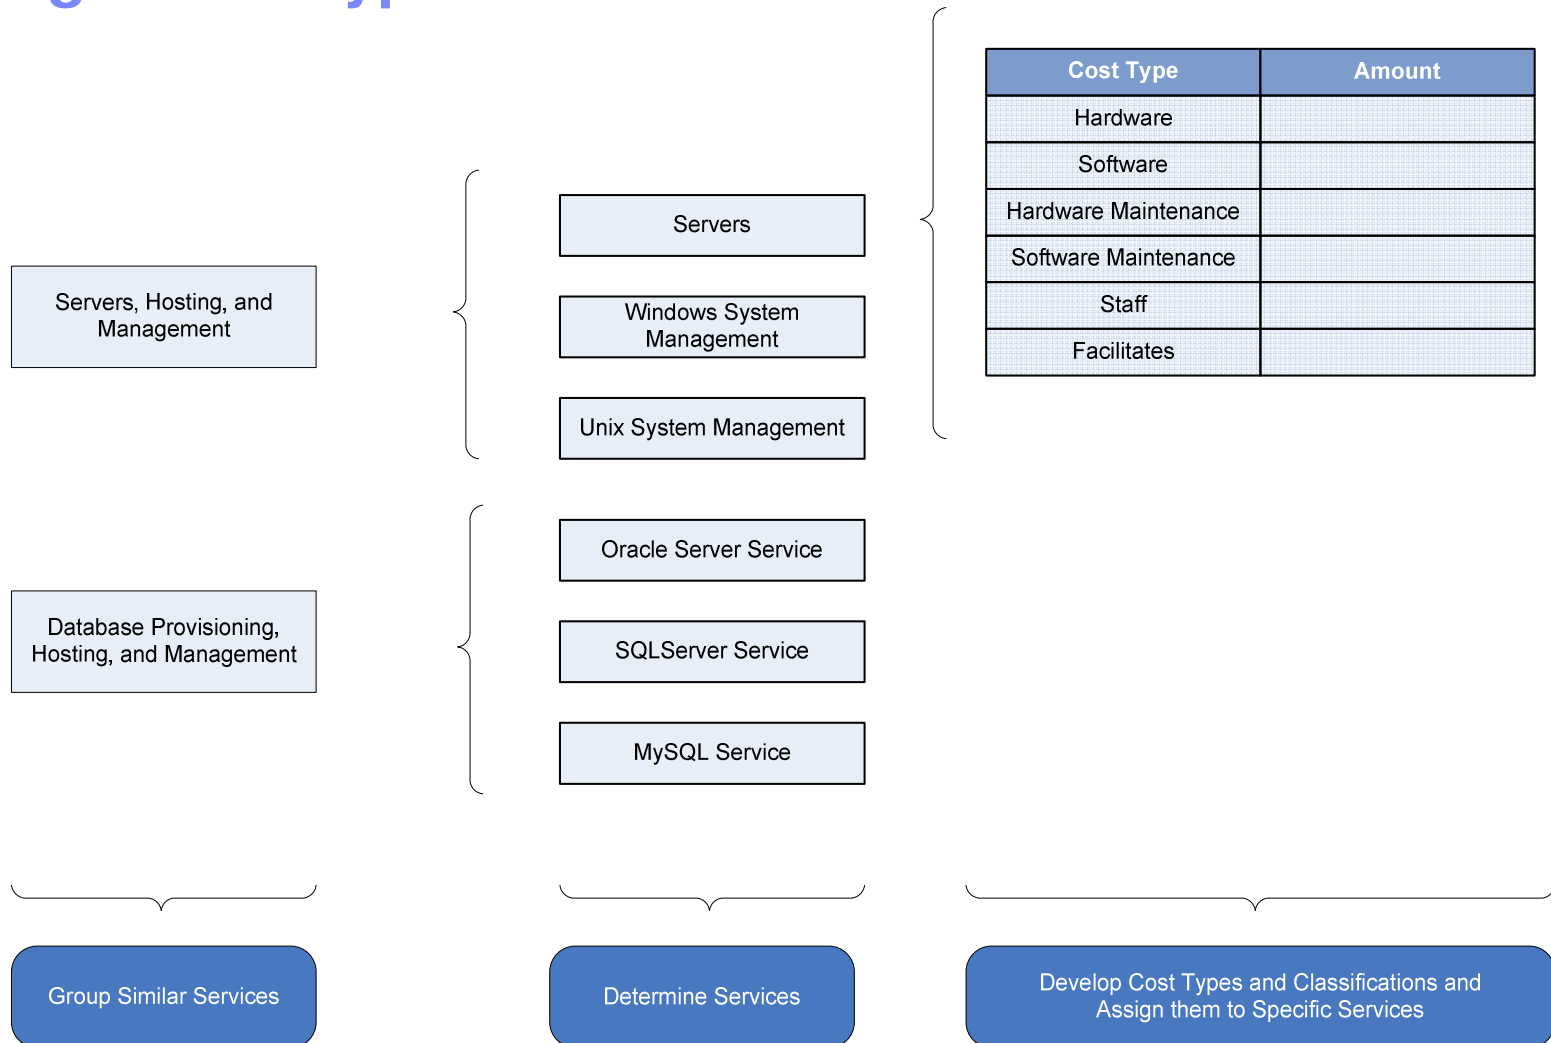 Cost Type Amount
Hardware
Software
Hardware Maintenance
Software Maintenance
Staff
Facilitates
Servers, Hosting, and
Management
Servers
Windows System
Management
Unix System Management
Database Provisioning,
Hosting, and Management
Oracle Server Service
SQLServer Service
MySQL Service
Group Similar Services
Determine Services
Develop Cost Types and Classifications and
Assign them to Specific Services